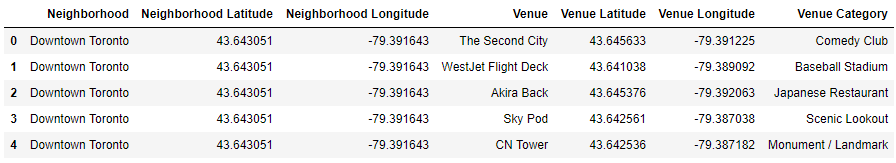 Neighborhood Neighborhood Latitude Neighborhood Longitude Venue Venue Latitude Venue Longitude Venue Category
0 Downtown Toronto 43.643051 -79.391643 The Second City 43.645633 -79.391225 Comedy Club
1 Downtown Toronto 43.643051 -79.391643 WestJet Flight Deck 43.641038 -79.389092 Baseball Stadium
2 Downtown Toronto 43.643051 -79.391643 Akira Back 43.645376 -79.392063 Japanese Restaurant
3 Downtown Toronto 43.643051 -79.391643 Sky Pod 43.642561 -79.387038 Scenic Lookout
4 Downtown Toronto 43.643051 -79.391643 CN Tower 43.642536 -79.387182 Monument / Landmark